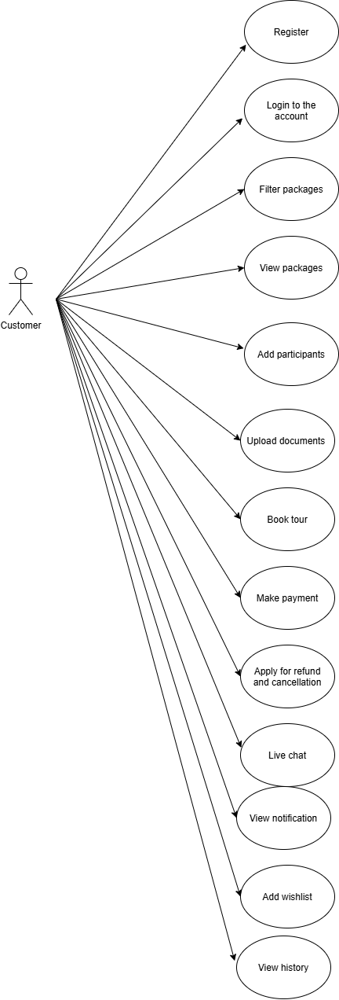 Register
Login to the
account
Filter packages
View packages
Customer
Add participants
Upload documents
Book tour
Make payment
Apply for refund
and cancellation
Live chat
View notification
Add wishlist
View history